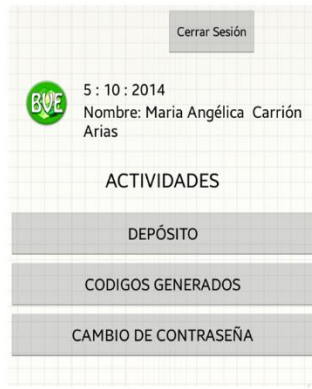 Cerrar Sesión
BVE
5 : 10 : 2014
Nombre: Maria Angélica Carrión
Arias
ACTIVIDADES
DEPÓSITO
CODIGOS GENERADOS
CAMBIO DE CONTRASEÑA